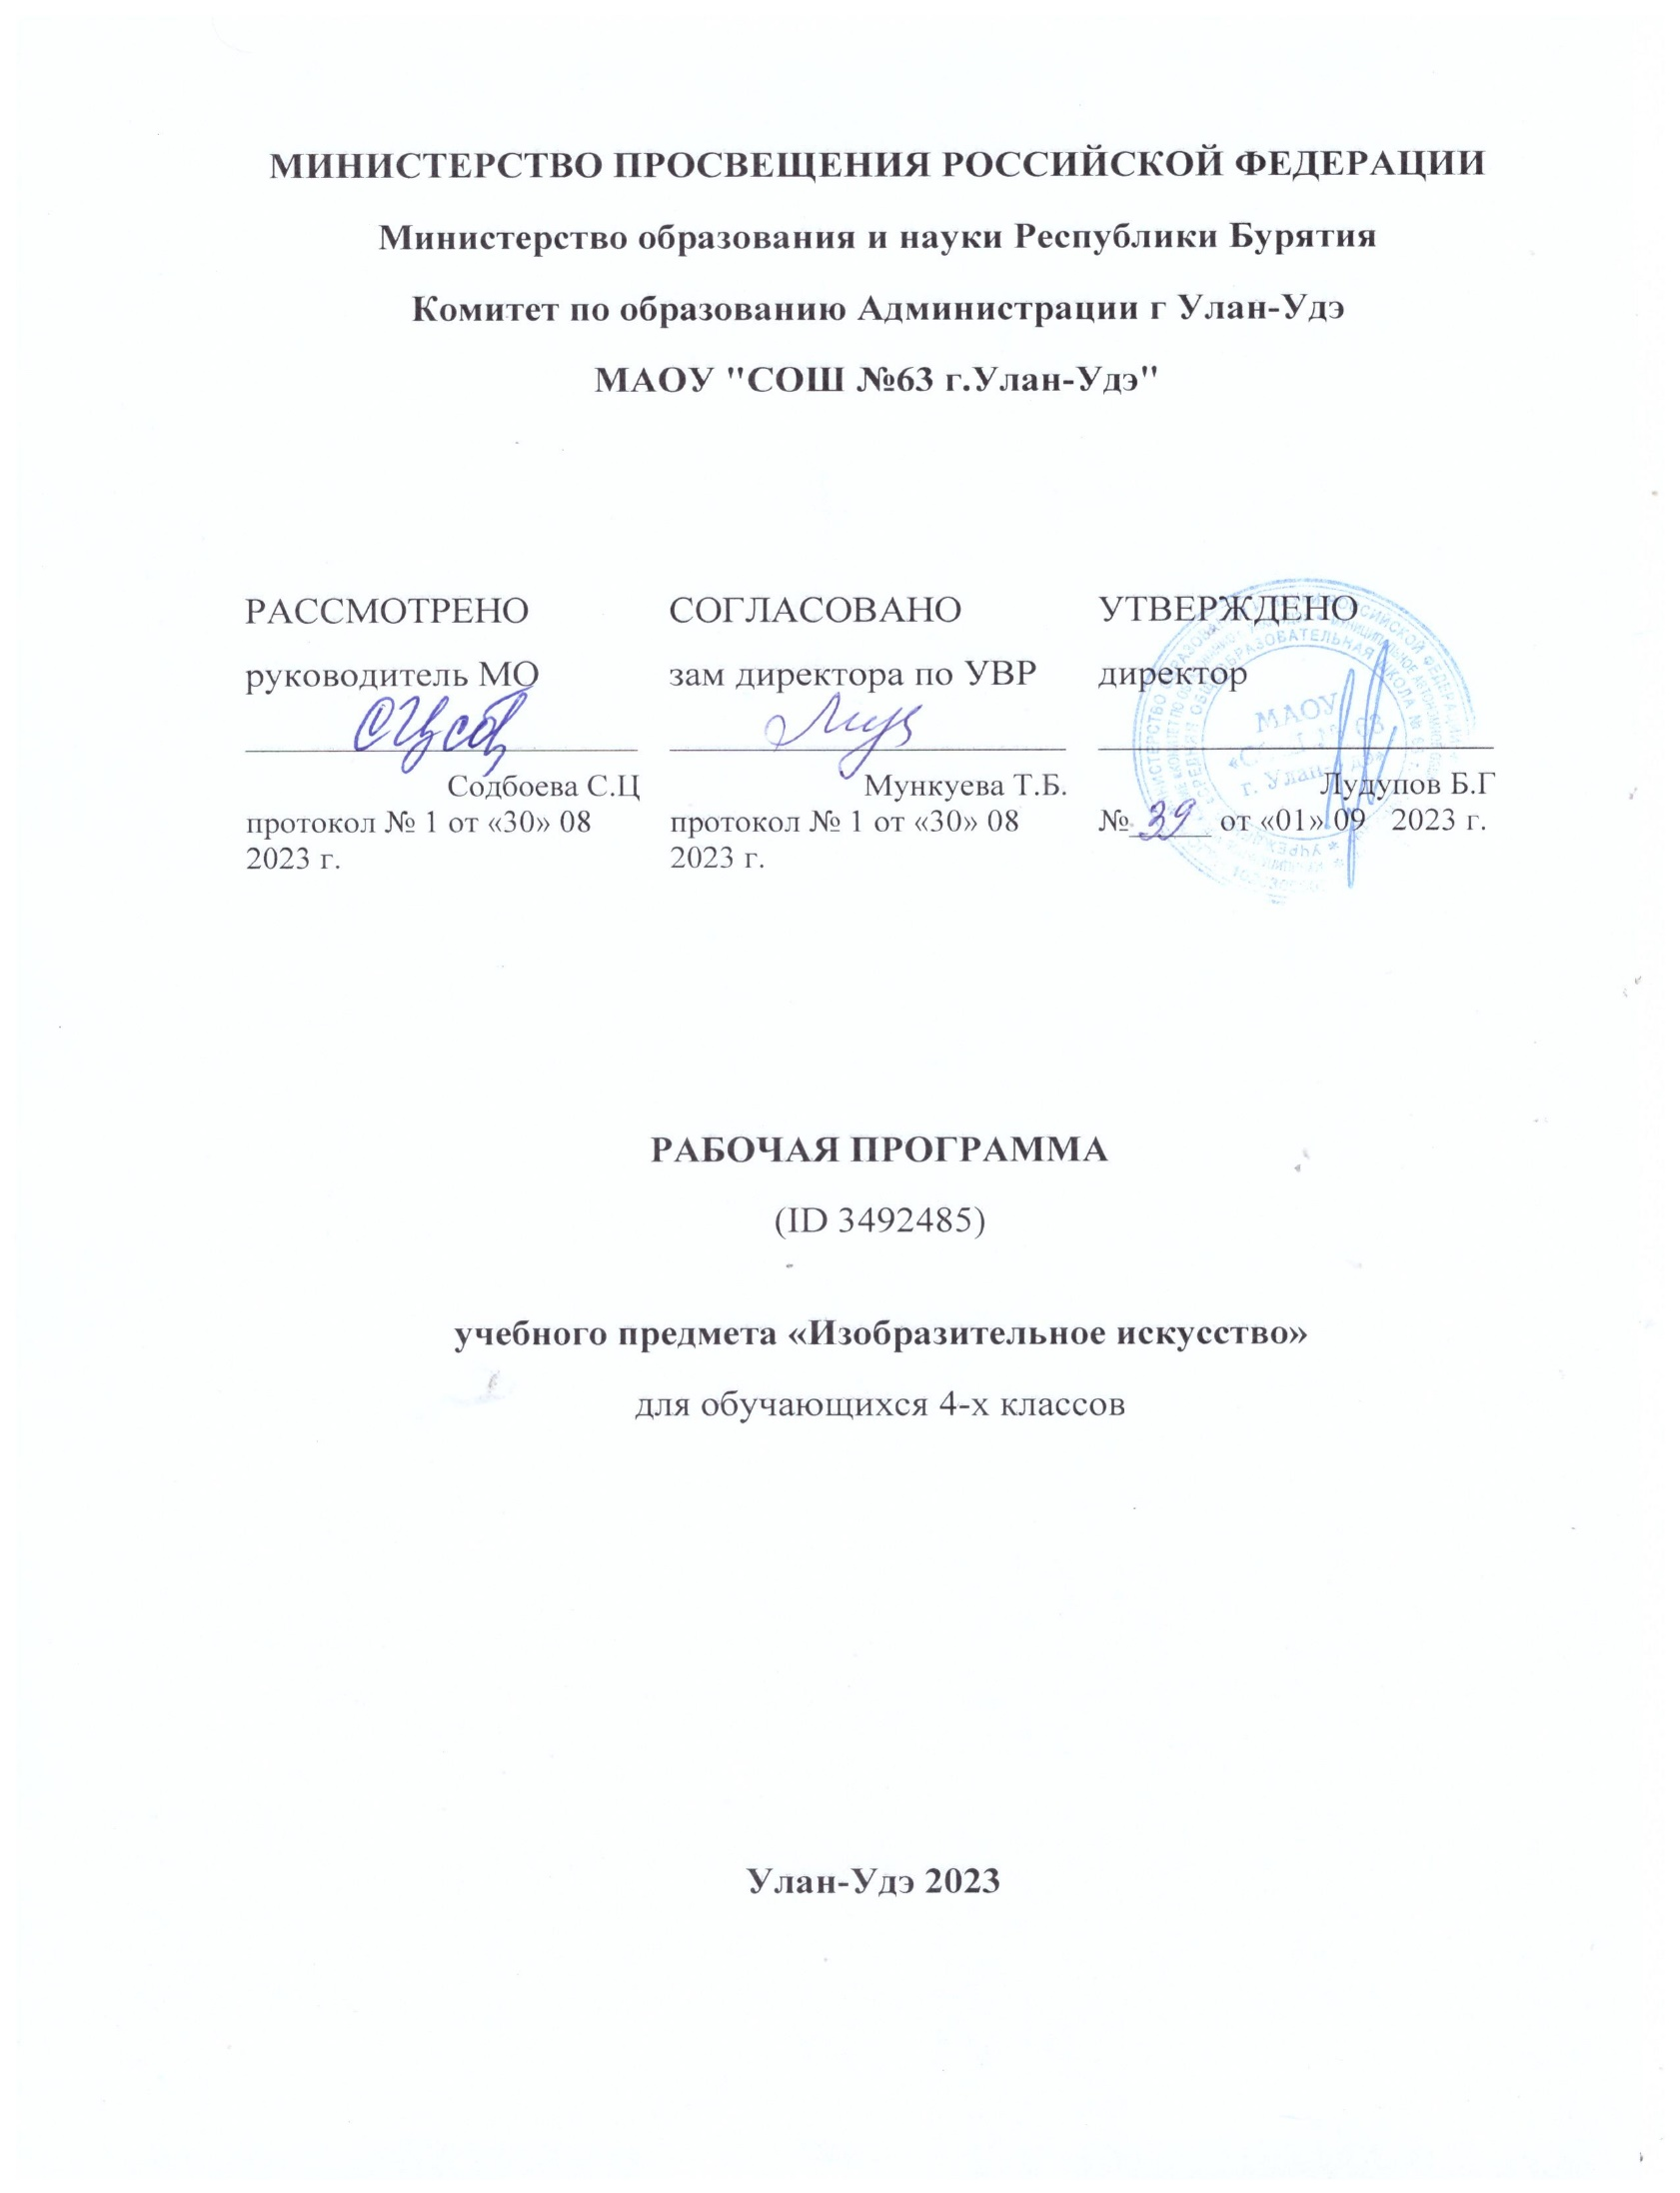 МИНИСТЕРСТВО ПРОСВЕЩЕНИЯ РОССИЙСКОЙ ФЕДЕРАЦИИ
Министерство образования и науки Республики Бурятия
Комитет по образованию Администрации г Улан-Удэ
МАОУ "СОШ №63 г.Улан-Удэ"
РАССМОТРЕНО
руководитель МО
Содбоева С.Ц
протокол № 1 от «30» 08
2023 г.
СОГЛАСОВАНО
зам директора по УВР
Мункуева Т.Б.
протокол № 1 от «30» 08
2023 г.
УТВЕРЖДЕНО
директор
Лудупов Б.Г
№ 39 от «01» 09 2023 г.
МАОУ
г. Улан-Удэ
РАБОЧАЯ ПРОГРАММА
(ID 3492485)
учебного предмета «Изобразительное искусство»
для обучающихся 4-х классов
Улан-Удэ 2023